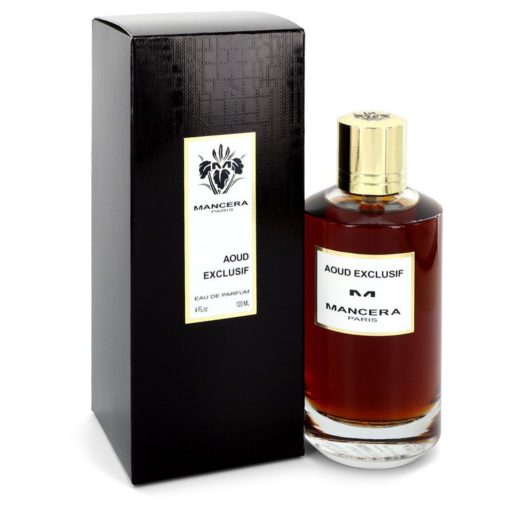 MANCERA
PARIS
AOUD
EXCLUSIF
EAU DE PARFUM
4 Fl.oz 120 ML
AOUD EXCLUSIF
M
MANCERA
PARIS